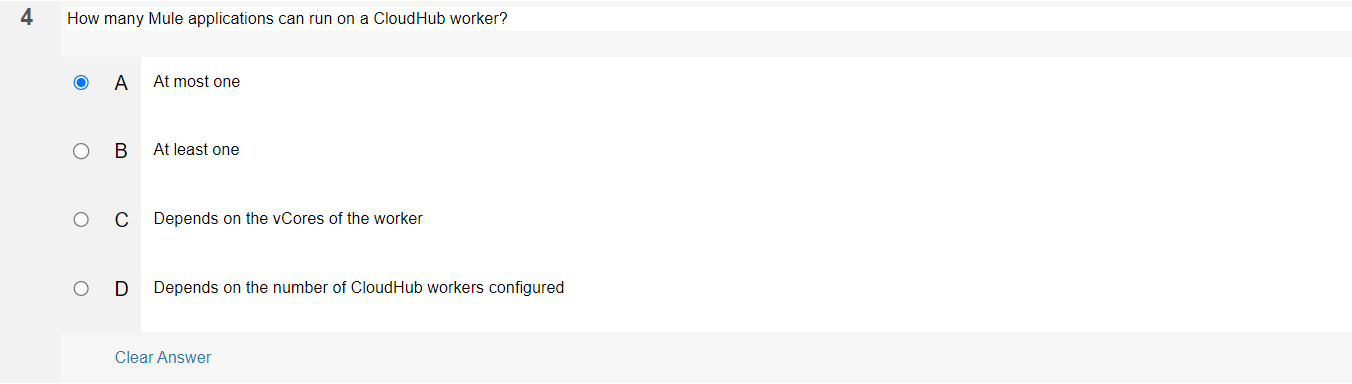 4 How many Mule applications can run on a CloudHub worker?
A At most one
B At least one
C Depends on the vCores of the worker
D Depends on the number of CloudHub workers configured
Clear Answer